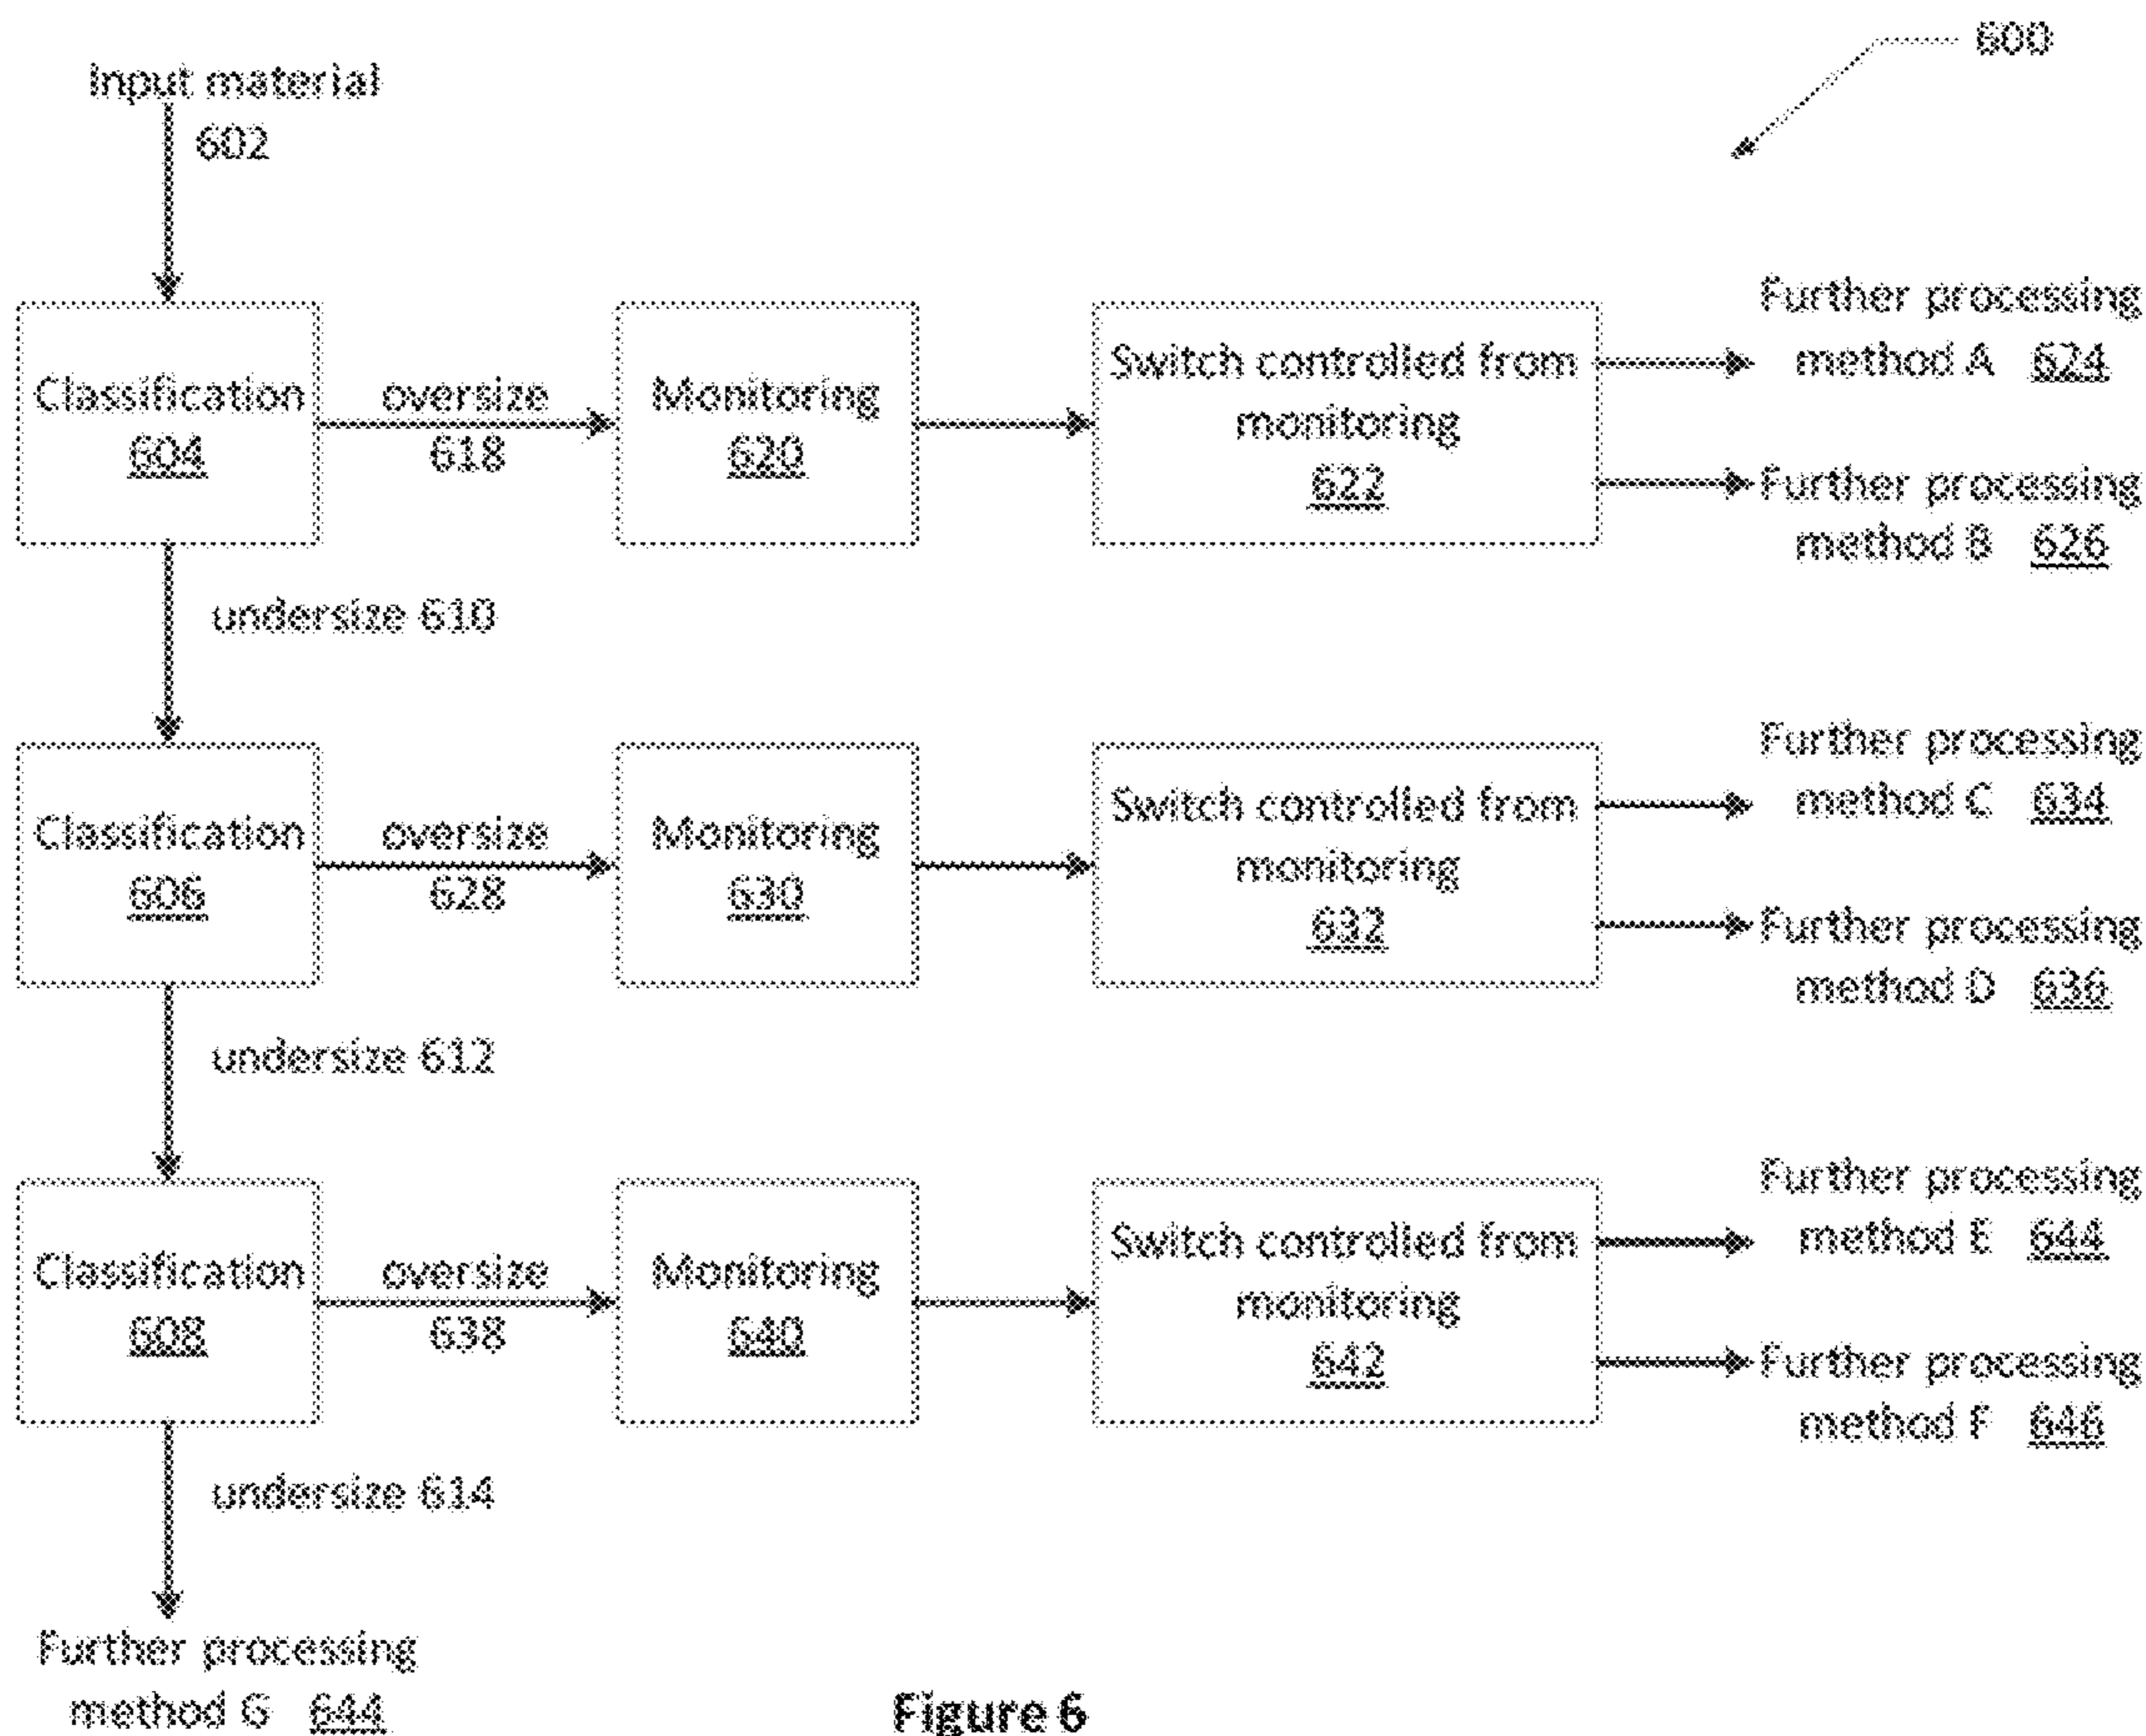 600
Input material
602
Classification
604
oversize
618
Monitoring
620
Switch controlled from
monitoring
622
Further processing
method A 624
Further processing
method B 626
undersize 610
Classification
606
oversize
628
Monitoring
630
Switch controlled from
monitoring
632
Further processing
method C 634
Further processing
method D 636
undersize 612
Classification
608
oversize
638
Monitoring
640
Switch controlled from
monitoring
642
Further processing
method E 644
Further processing
method F 646
undersize 614
Further processing
method G 644
Figure 6